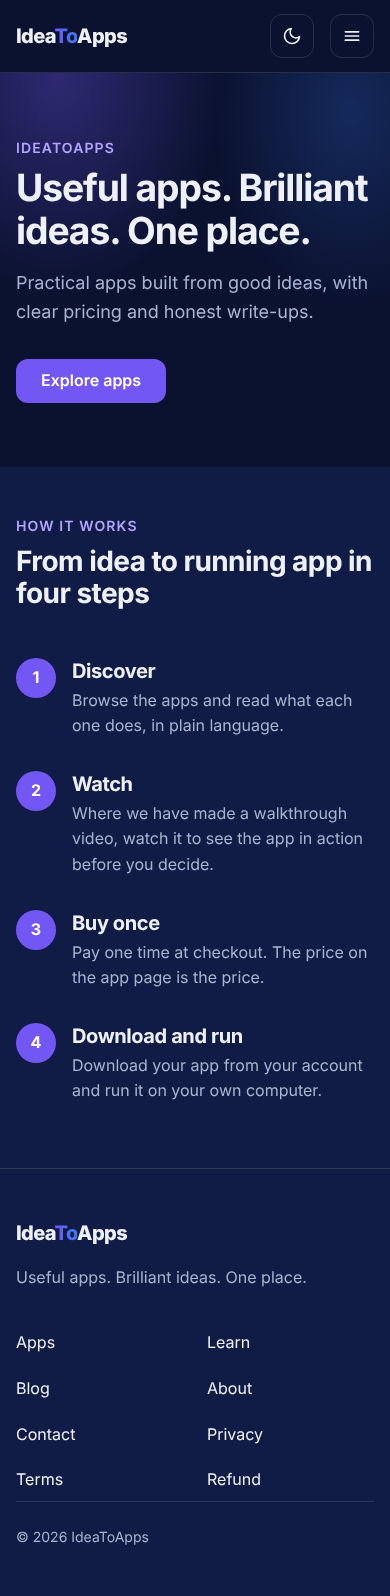 IdeaToApps
IDEATOAPPS
Useful apps. Brilliant
ideas. One place.
Practical apps built from good ideas, with
clear pricing and honest write-ups.
Explore apps
HOW IT WORKS
From idea to running app in
four steps
1
Discover
Browse the apps and read what each
one does, in plain language.
2
Watch
Where we have made a walkthrough
video, watch it to see the app in action
before you decide.
3
Buy once
Pay one time at checkout. The price on
the app page is the price.
4
Download and run
Download your app from your account
and run it on your own computer.
IdeaToApps
Useful apps. Brilliant ideas. One place.
Apps Learn
Blog About
Contact Privacy
Terms Refund
© 2026 IdeaToApps